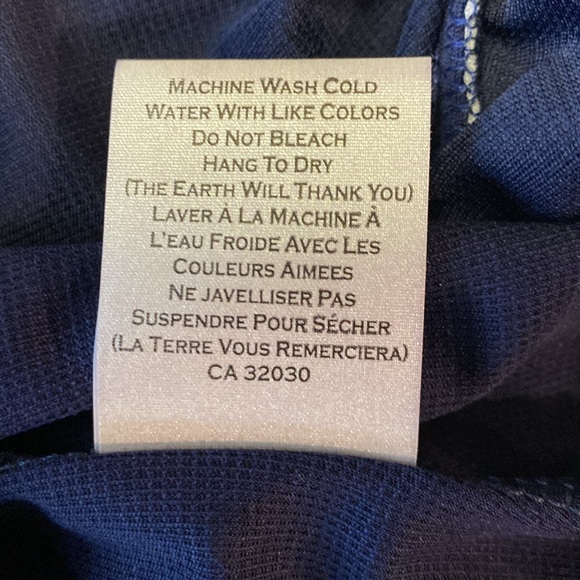 MACHINE WASH COLD
WATER WITH LIKE COLORS
DO NOT BLEACH
HANG TO DRY
(THE EARTH WILL THANK YOU)
LAVER À LA MACHINE À
L'EAU FROIDE AVEC LES
COULEURS AIMEES
NE JAVELLISER PAS
SUSPENDRE POUR SÉCHER
(LA TERRE VOUS REMERCIERA)
CA 32030